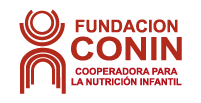 FUNDACION
CONIN
COOPERADORA PARA
LA NUTRICIÓN INFANTIL